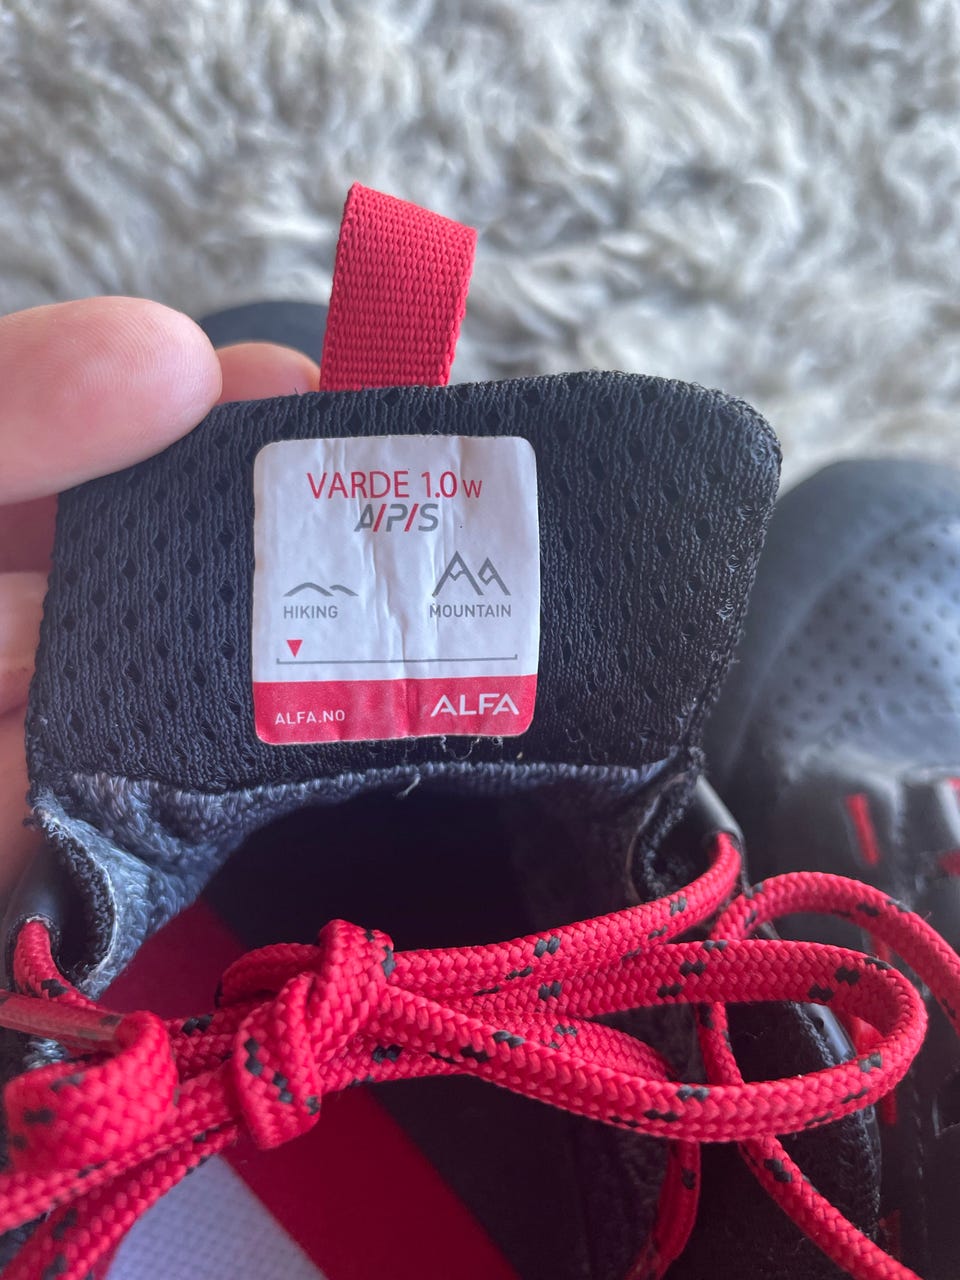 VARDE 1.0 W
A/P/S
HIKING
MOUNTAIN
ALFA.NO
ALFA